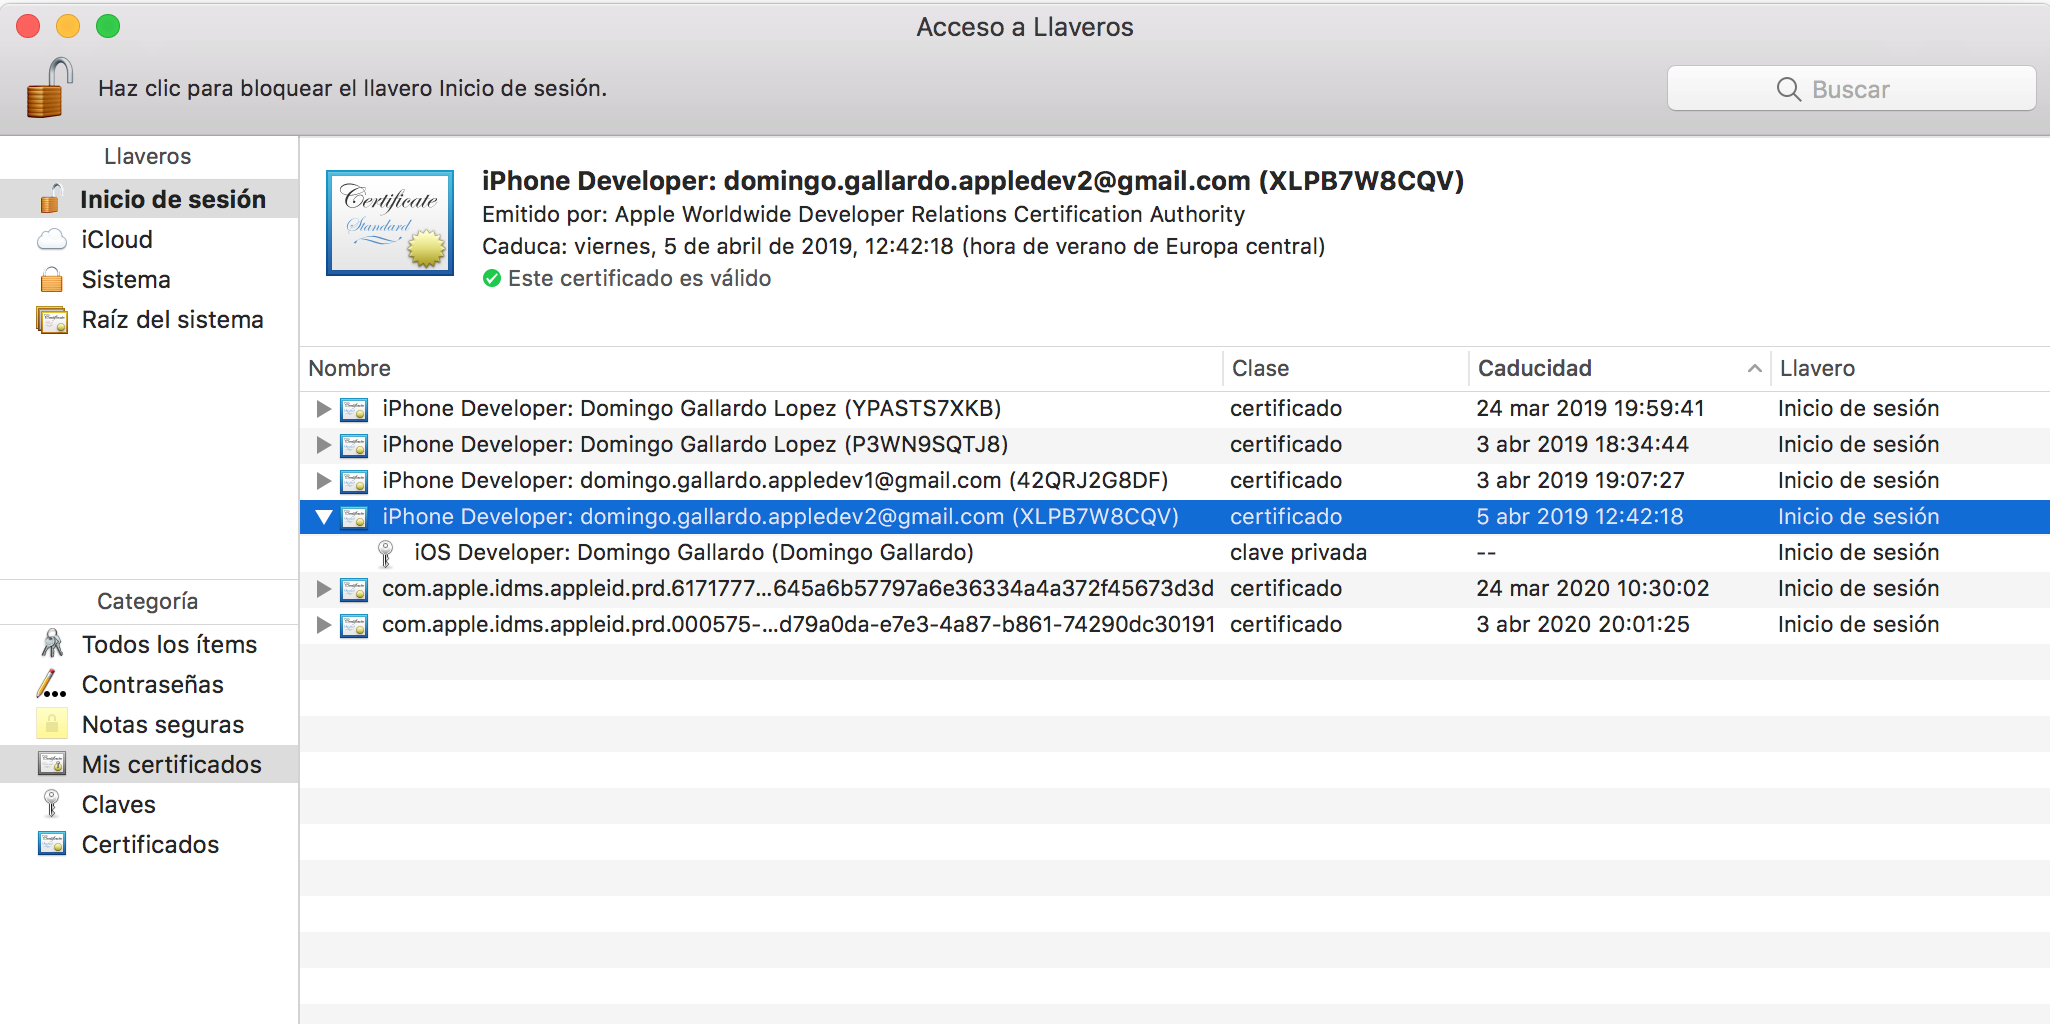 Acceso a Llaveros
Haz clic para bloquear el llavero Inicio de sesión.
Buscar
Llaveros
Inicio de sesión
iCloud
Sistema
Raíz del sistema
Certificate
Standard
iPhone Developer: domingo.gallardo.appledev2@gmail.com (XLPB7W8CQV)
Emitido por: Apple Worldwide Developer Relations Certification Authority
Caduca: viernes, 5 de abril de 2019, 12:42:18 (hora de verano de Europa central)
Este certificado es válido
Nombre Clase Caducidad Llavero
iPhone Developer: Domingo Gallardo Lopez (YPASTS7XKB) certificado 24 mar 2019 19:59:41 Inicio de sesión
iPhone Developer: Domingo Gallardo Lopez (P3WN9SQTJ8) certificado 3 abr 2019 18:34:44 Inicio de sesión
iPhone Developer: domingo.gallardo.appledev1@gmail.com (42QRJ2G8DF) certificado 3 abr 2019 19:07:27 Inicio de sesión
iPhone Developer: domingo.gallardo.appledev2@gmail.com (XLPB7W8CQV) certificado 5 abr 2019 12:42:18 Inicio de sesión
iOS Developer: Domingo Gallardo (Domingo Gallardo) clave privada -- Inicio de sesión
com.apple.idms.appleid.prd.6171777...645a6b57797a6e36334a4a372f45673d3d certificado 24 mar 2020 10:30:02 Inicio de sesión
com.apple.idms.appleid.prd.000575-...d79a0da-e7e3-4a87-b861-74290dc30191 certificado 3 abr 2020 20:01:25 Inicio de sesión
Categoría
Todos los ítems
Contraseñas
Notas seguras
Mis certificados
Claves
Certificados